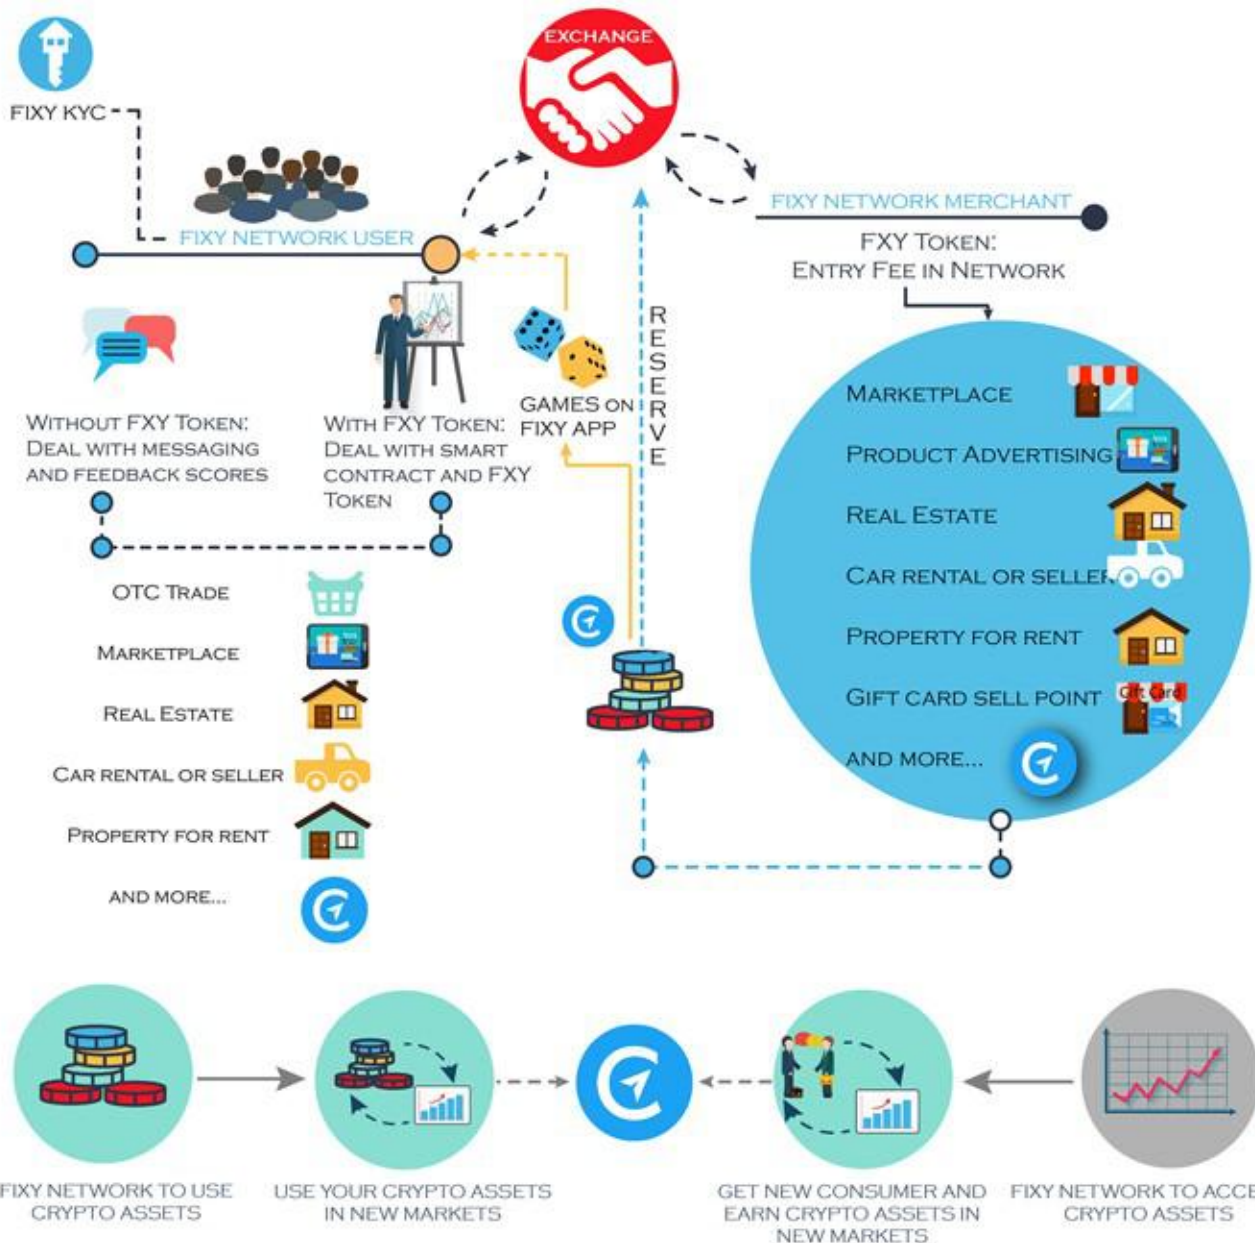 EXCHANGE
FIXY KYC
FIXY NETWORK USER
FIXY NETWORK MERCHANT
FXY TOKEN:
ENTRY FEE IN NETWORK
WITHOUT FXY TOKEN:
DEAL WITH MESSAGING
AND FEEDBACK SCORES
WITH FXY TOKEN:
DEAL WITH SMART
CONTRACT AND FXY
TOKEN
GAMES ON
FIXY APP
RESERVE
MARKETPLACE
PRODUCT ADVERTISING
REAL ESTATE
CAR RENTAL OR SELLER
PROPERTY FOR RENT
GIFT CARD SELL POINT
Gift Card
AND MORE...
OTC TRADE
MARKETPLACE
REAL ESTATE
CAR RENTAL OR SELLER
PROPERTY FOR RENT
AND MORE...
FIXY NETWORK TO USE
CRYPTO ASSETS
USE YOUR CRYPTO ASSETS
IN NEW MARKETS
GET NEW CONSUMER AND
EARN CRYPTO ASSETS IN
NEW MARKETS
FIXY NETWORK TO ACCE
CRYPTO ASSETS